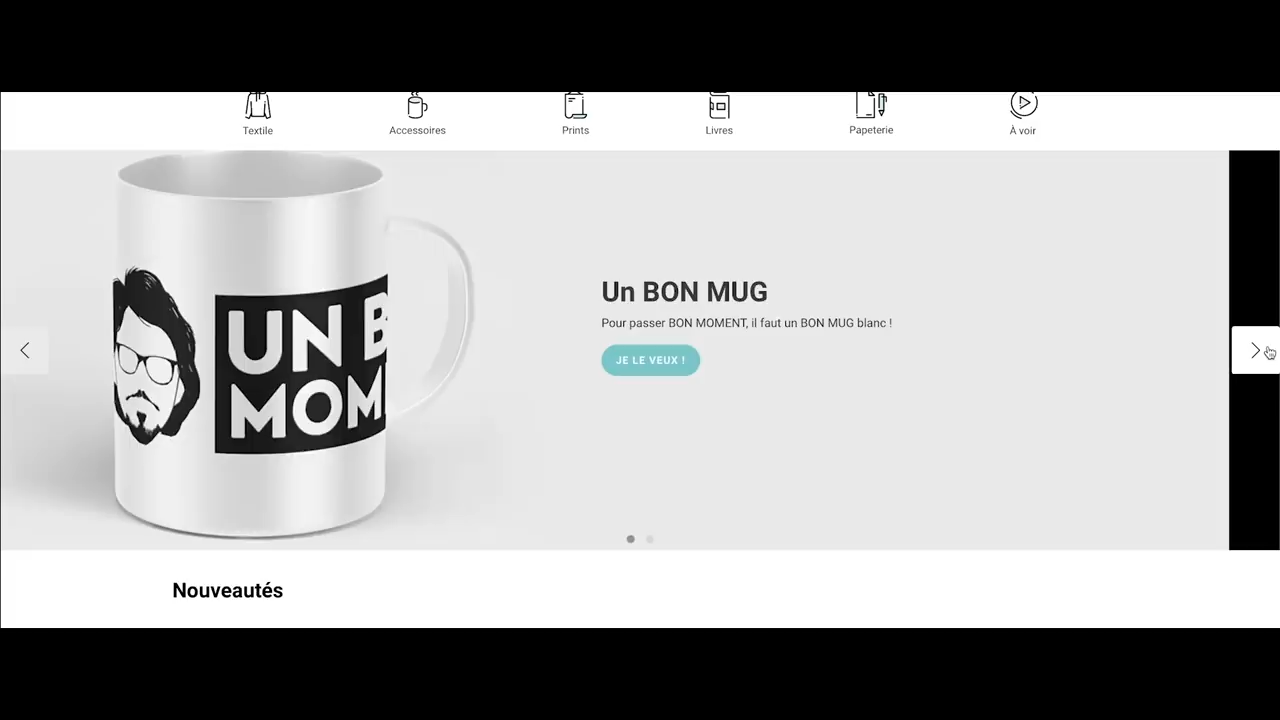 Textile
Accessoires
Prints
Livres
Papeterie
À voir
UN B
MOM
Un BON MUG
Pour passer BON MOMENT, il faut un BON MUG blanc !
JE LE VEUX !
Nouveautés